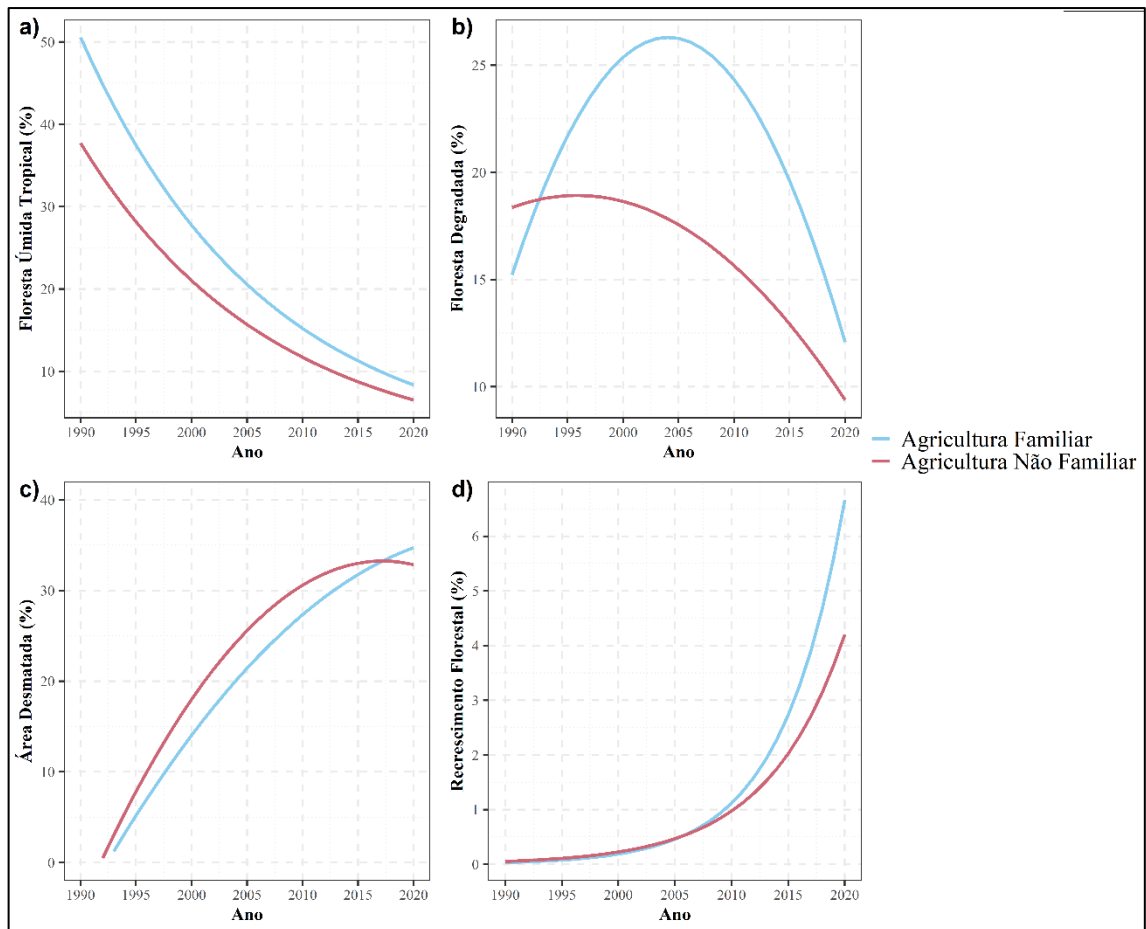 a)
Floresta Úmida Tropical (%)
50
40
30
20
10
1990 1995 2000 2005 2010 2015 2020
Ano
b)
Floresta Degradada (%)
25
20
15
10
1990 1995 2000 2005 2010 2015 2020
Ano
Agricultura Familiar
Agricultura Não Familiar
c)
Área Desmatada (%)
40
30
20
10
0
1990 1995 2000 2005 2010 2015 2020
Ano
d)
Recrescimento Florestal (%)
6
5
4
3
2
1
0
1990 1995 2000 2005 2010 2015 2020
Ano